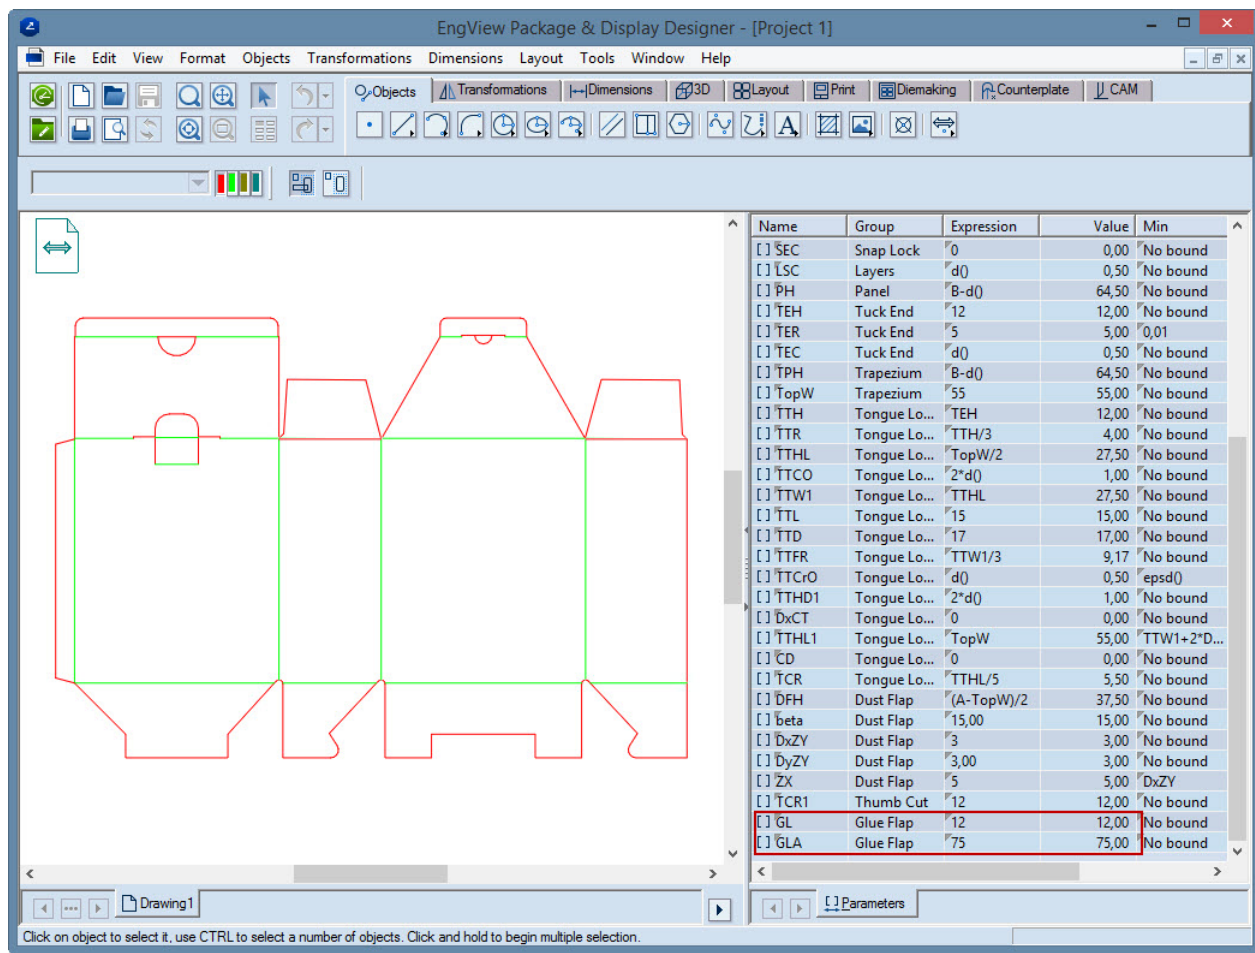 EngView Package & Display Designer - [Project 1]
File Edit View Format Objects Transformations Dimensions Layout Tools Window Help
Objects Transformations Dimensions 3D Layout Print Diemaking Counterplate CAM
Name Group Expression Value Min
[ ] SEC Snap Lock 0 0,00 No bound
[ ] LSC Layers d() 0,50 No bound
[ ] PH Panel B-d() 64,50 No bound
[ ] TEH Tuck End 12 12,00 No bound
[ ] TER Tuck End 5 5,00 0,01
[ ] TEC Tuck End d() 0,50 No bound
[ ] TPH Trapezium B-d() 64,50 No bound
[ ] TopW Trapezium 55 55,00 No bound
[ ] TTH Tongue Lo... TEH 12,00 No bound
[ ] TTR Tongue Lo... TTH/3 4,00 No bound
[ ] TTHL Tongue Lo... TopW/2 27,50 No bound
[ ] TTCO Tongue Lo... 2*d() 1,00 No bound
[ ] TTW1 Tongue Lo... TTHL 27,50 No bound
[ ] TTL Tongue Lo... 15 15,00 No bound
[ ] TTD Tongue Lo... 17 17,00 No bound
[ ] TTFR Tongue Lo... TTW1/3 9,17 No bound
[ ] TTCrO Tongue Lo... d() 0,50 epsd()
[ ] TTHD1 Tongue Lo... 2*d() 1,00 No bound
[ ] DxCT Tongue Lo... 0 0,00 No bound
[ ] TTHL1 Tongue Lo... TopW 55,00 TTW1+2*D...
[ ] CD Tongue Lo... 0 0,00 No bound
[ ] TCR Tongue Lo... TTHL/5 5,50 No bound
[ ] DFH Dust Flap (A-TopW)/2 37,50 No bound
[ ] beta Dust Flap 15,00 15,00 No bound
[ ] DxZY Dust Flap 3 3,00 No bound
[ ] DyZY Dust Flap 3,00 3,00 No bound
[ ] ZX Dust Flap 5 5,00 DxZY
[ ] TCR1 Thumb Cut 12 12,00 No bound
[ ] GL Glue Flap 12 12,00 No bound
[ ] GLA Glue Flap 75 75,00 No bound
Drawing1
Parameters
Click on object to select it, use CTRL to select a number of objects. Click and hold to begin multiple selection.